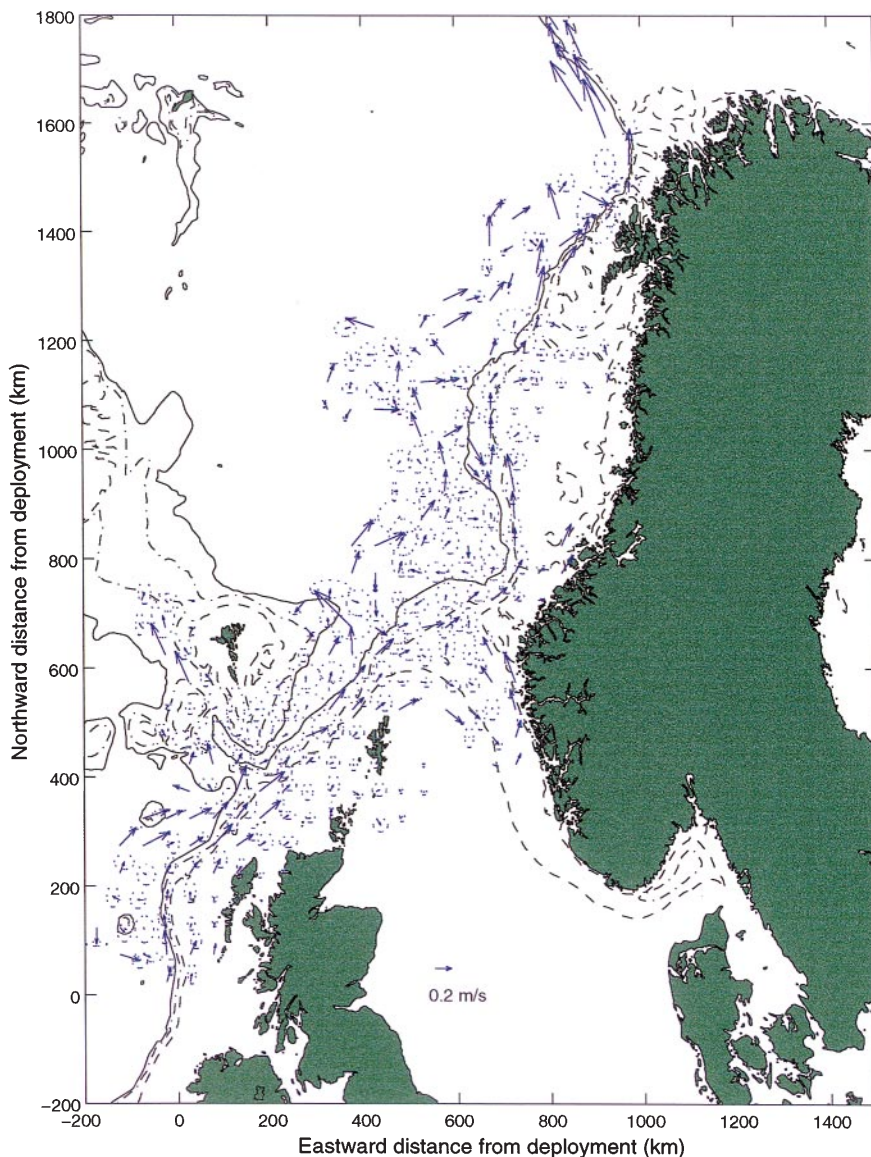 1800
1600
1400
1200
1000
800
600
400
200
0
−200
Northward distance from deployment (km)
0.2 m/s
−200 0 200 400 600 800 1000 1200 1400
Eastward distance from deployment (km)